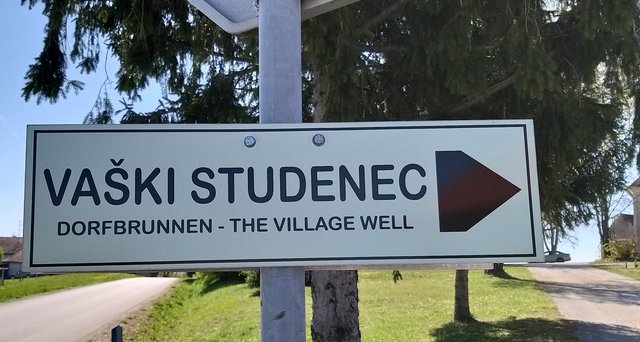 VAŠKI STUDENEC
DORFBRUNNEN - THE VILLAGE WELL